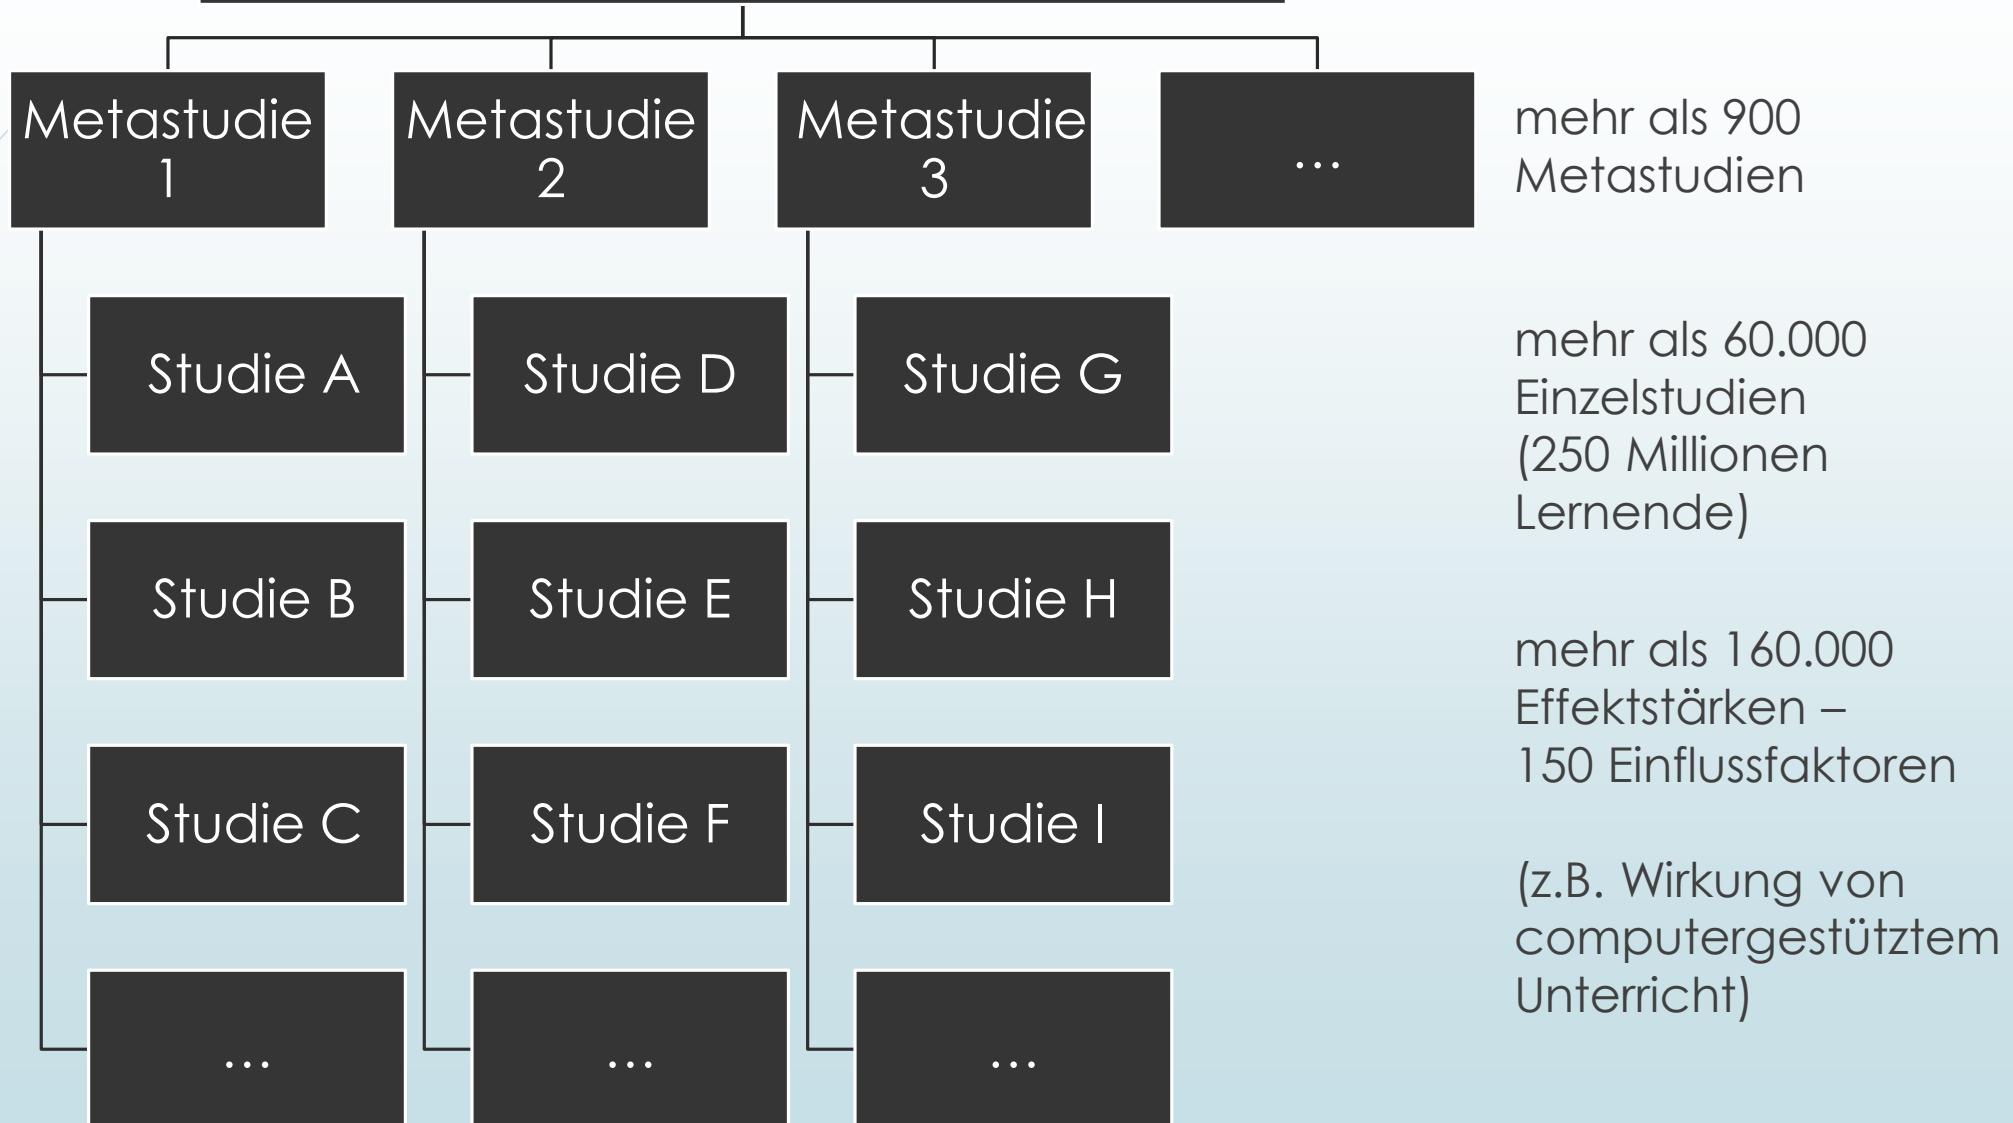 Metastudie
1
Metastudie
2
Metastudie
3
…
mehr als 900
Metastudien
Studie A
Studie D
Studie G
mehr als 60.000
Einzelstudien
(250 Millionen
Lernende)
Studie B
Studie E
Studie H
mehr als 160.000
Effektstärken –
150 Einflussfaktoren
Studie C
Studie F
Studie I
(z.B. Wirkung von
computergestütztem
Unterricht)
…
…
…